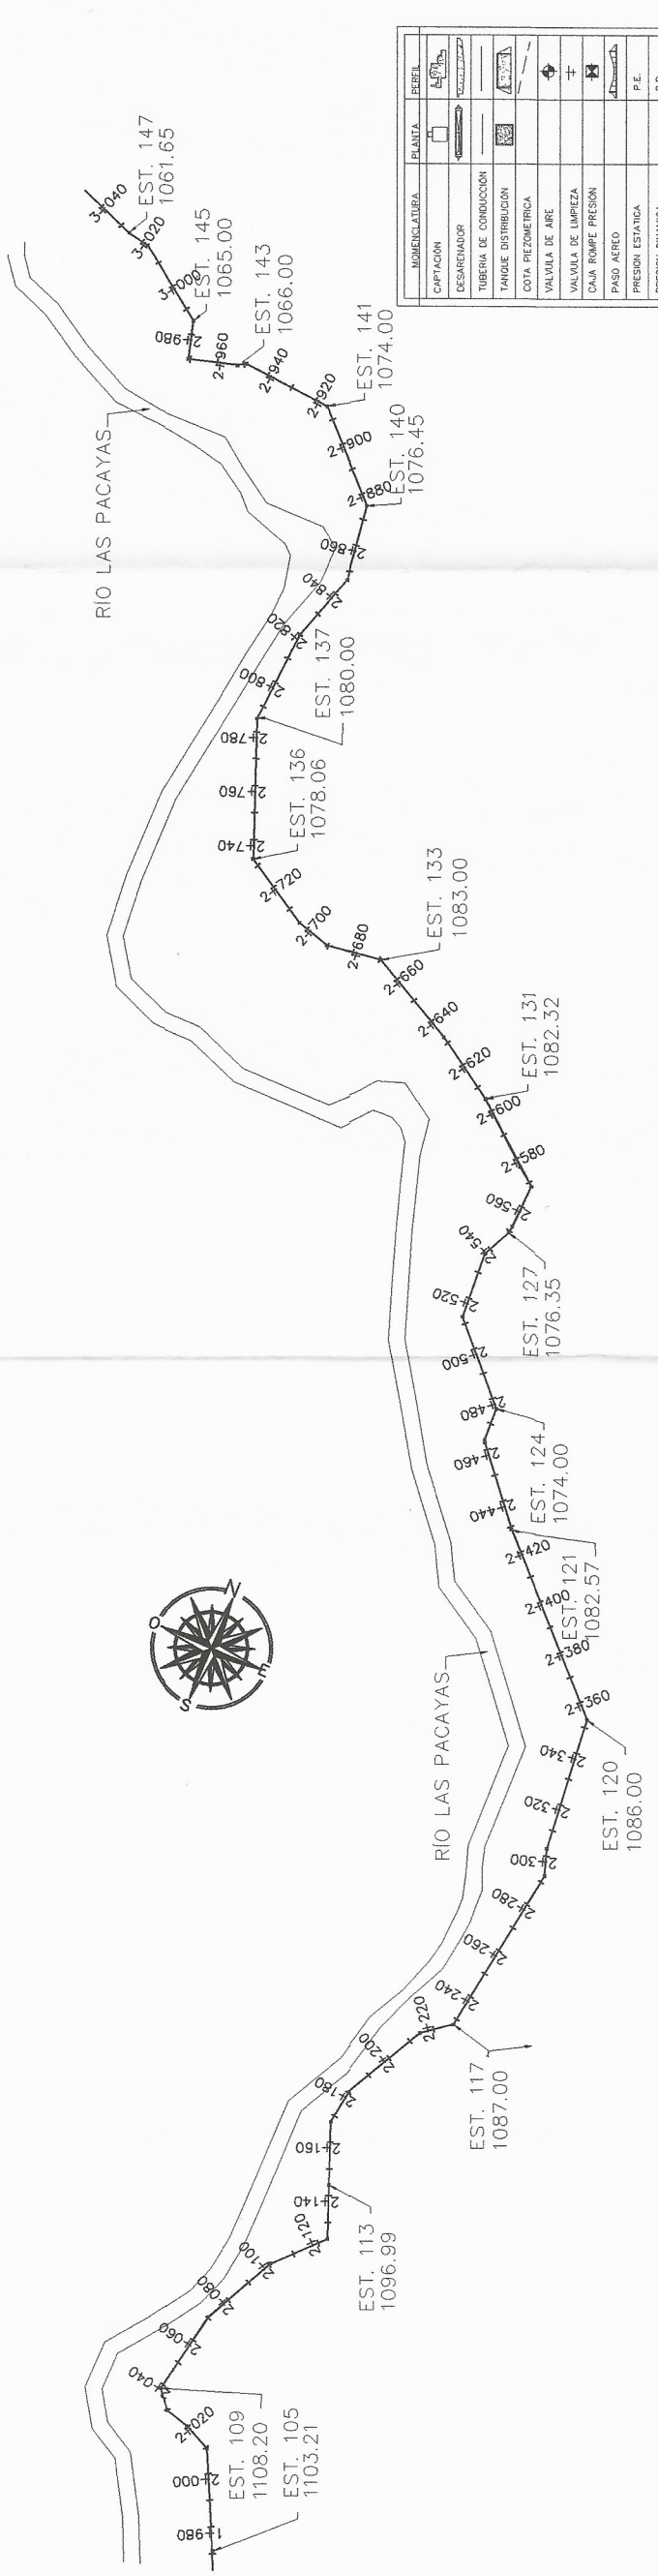 RÍO LAS PACAYAS
3+040
EST. 147
1061.65
3+020
3+000
EST. 145
1065.00
2+980
2+960
EST. 143
1066.00
2+940
2+920
EST. 141
1074.00
2+900
2+880
EST. 140
1076.45
2+860
2+840
2+820
2+800
EST. 137
1080.00
2+780
2+760
2+740
EST. 136
1078.06
2+720
2+700
2+680
EST. 133
1083.00
2+660
2+640
2+620
EST. 131
1082.32
2+600
2+580
2+560
EST. 127
1076.35
2+540
2+520
2+500
2+480
EST. 124
1074.00
2+460
2+440
EST. 121
1082.57
2+420
2+400
2+380
2+360
EST. 120
1086.00
2+340
2+320
2+300
2+280
2+260
2+240
EST. 117
1087.00
2+220
2+200
2+180
2+160
2+140
EST. 113
1096.99
2+120
2+100
2+080
2+060
2+040
EST. 109
1108.20
EST. 105
1103.21
2+020
2+000
1+980
RÍO LAS PACAYAS
N
E
S
O
MOMENCLATURA PLANTA PERFIL
CAPTACIÓN
DESARENADOR
TUBERIA DE CONDUCCIÓN
TANQUE DISTRIBUCIÓN
COTA PIEZOMETRICA
VALVULA DE AIRE
VALVULA DE LIMPIEZA
CAJA ROMPE PRESIÓN
PASO AEREO
PRESION ESTATICA P.E.